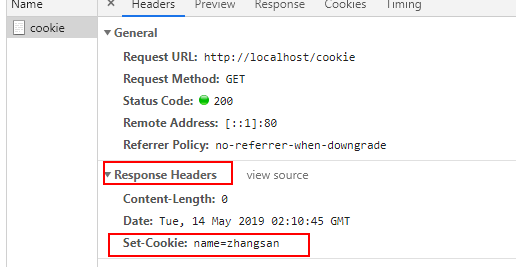 Name
× Headers Preview Response Cookies Timing
cookie
▼ General
Request URL: http://localhost/cookie
Request Method: GET
Status Code: 200
Remote Address: [::1]:80
Referrer Policy: no-referrer-when-downgrade
▼ Response Headers view source
Content-Length: 0
Date: Tue, 14 May 2019 02:10:45 GMT
Set-Cookie: name=zhangsan